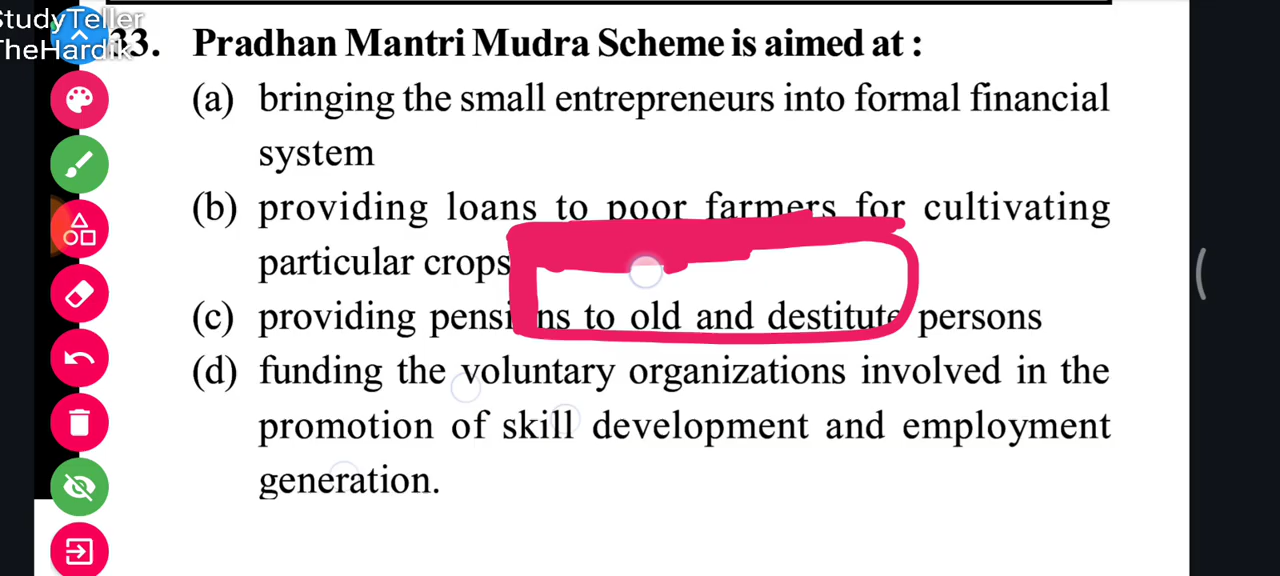 StudyTeller
TheHardik
33. Pradhan Mantri Mudra Scheme is aimed at :
(a) bringing the small entrepreneurs into formal financial
system
(b) providing loans to poor farmers for cultivating
particular crops
(c) providing pensions to old and destitute persons
(d) funding the voluntary organizations involved in the
promotion of skill development and employment
generation.